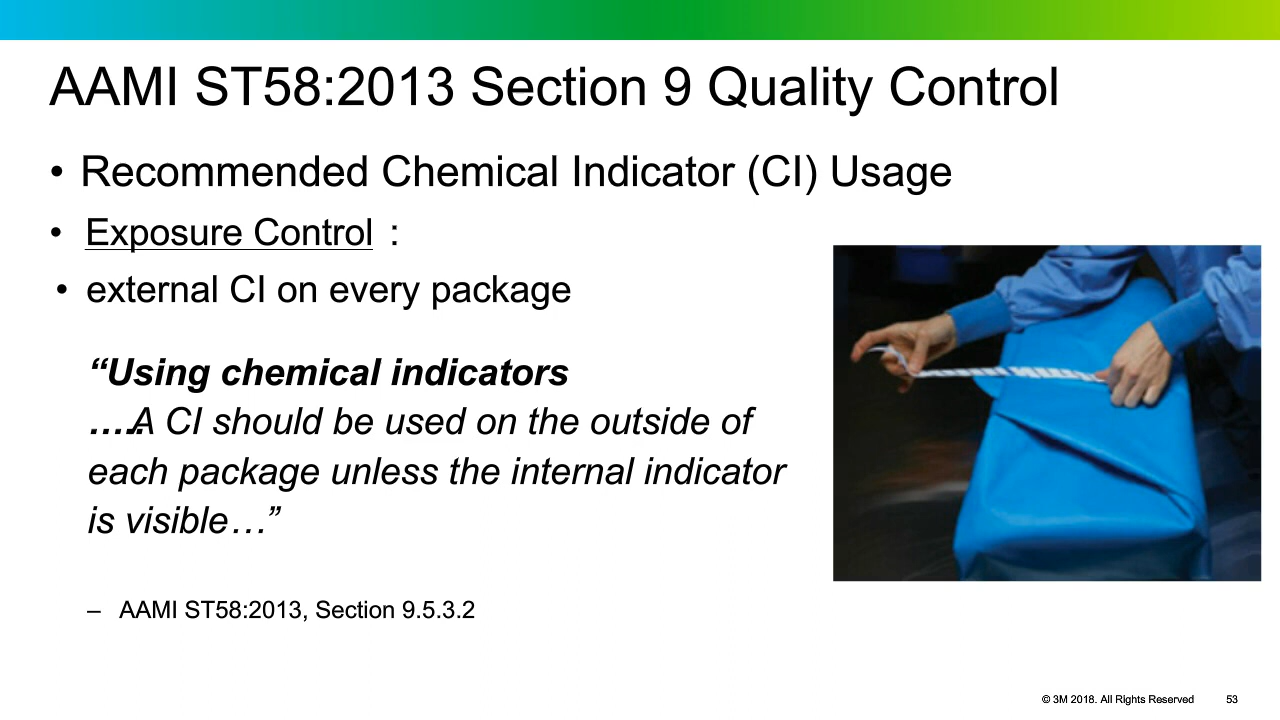 AAMI ST58:2013 Section 9 Quality Control
• Recommended Chemical Indicator (CI) Usage
• Exposure Control :
• external CI on every package
“Using chemical indicators
…..A CI should be used on the outside of
each package unless the internal indicator
is visible…”
– AAMI ST58:2013, Section 9.5.3.2
© 3M 2018. All Rights Reserved 53